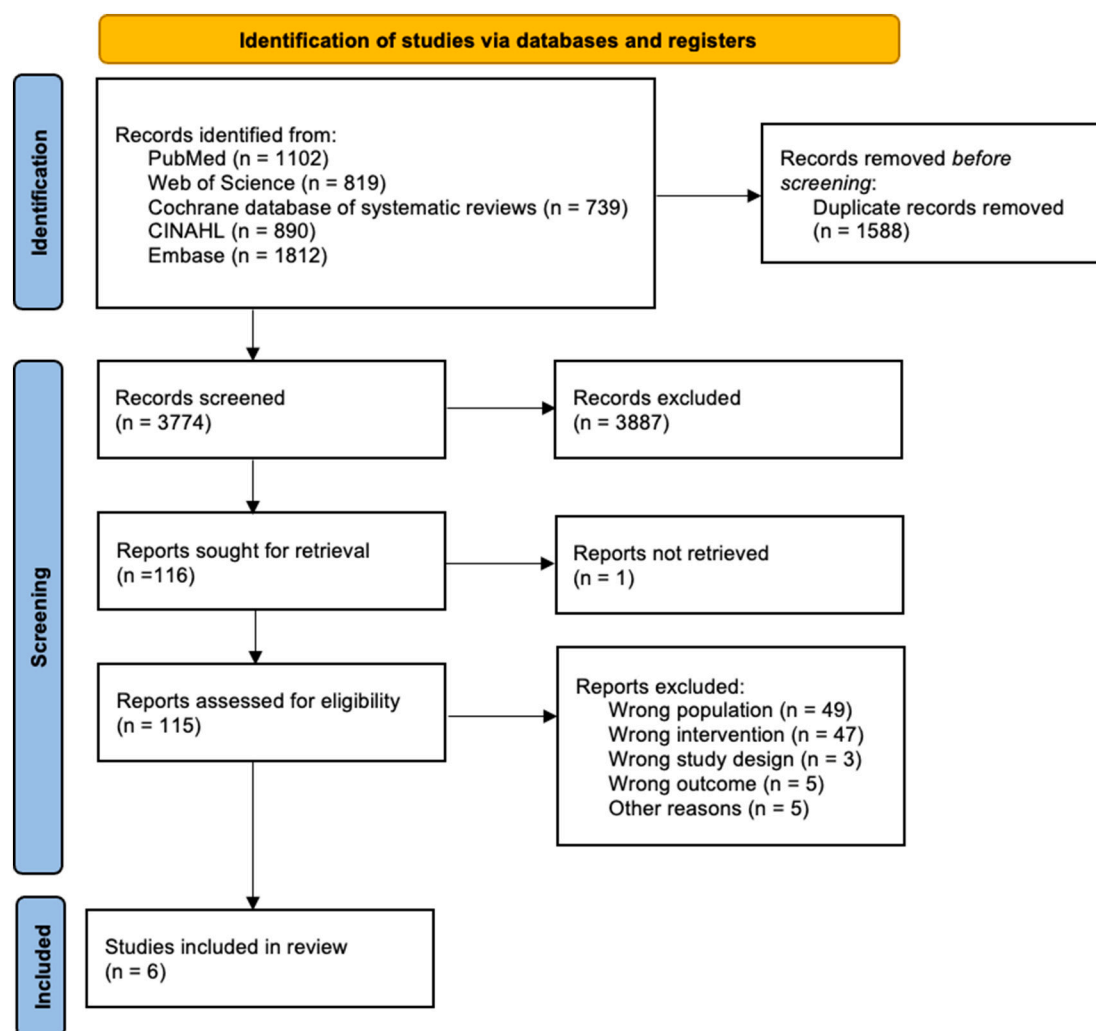 Identification of studies via databases and registers
Identification
Records identified from:
PubMed (n = 1102)
Web of Science (n = 819)
Cochrane database of systematic reviews (n = 739)
CINAHL (n = 890)
Embase (n = 1812)
Records removed before
screening:
Duplicate records removed
(n = 1588)
Screening
Records screened
(n = 3774)
Records excluded
(n = 3887)
Reports sought for retrieval
(n =116)
Reports not retrieved
(n = 1)
Reports assessed for eligibility
(n = 115)
Reports excluded:
Wrong population (n = 49)
Wrong intervention (n = 47)
Wrong study design (n = 3)
Wrong outcome (n = 5)
Other reasons (n = 5)
Included
Studies included in review
(n = 6)